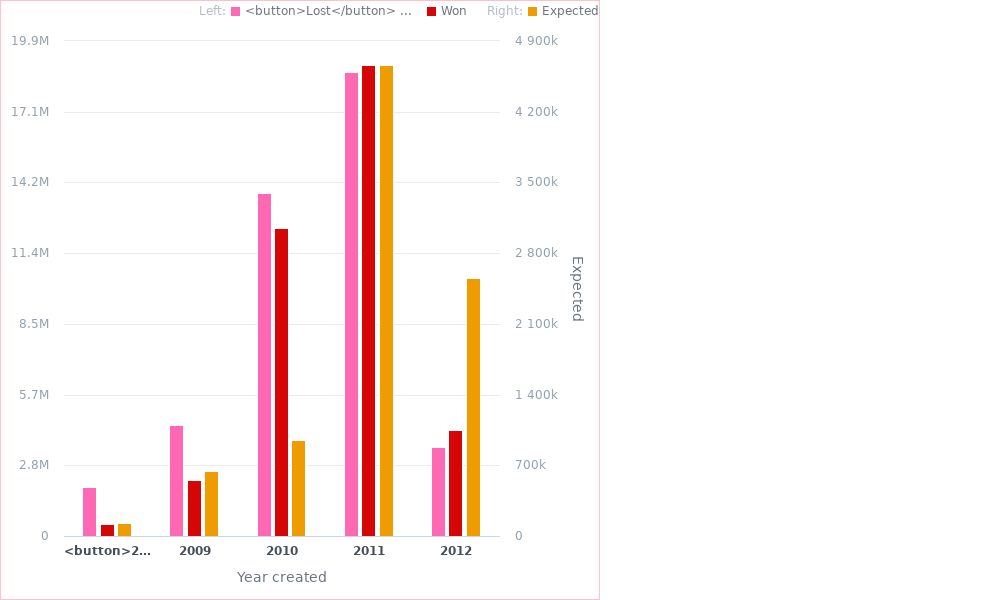 Left: <button>Lost</button> ... Won Right: Expected
19.9M 4 900k
17.1M 4 200k
14.2M 3 500k
11.4M 2 800k
8.5M 2 100k
5.7M 1 400k
2.8M 700k
0 0
Expected
<button>2... 2009 2010 2011 2012
Year created